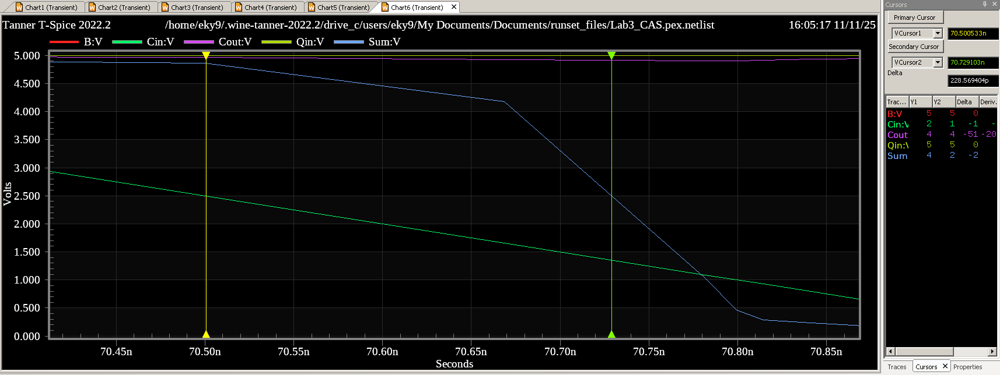 Chart1 (Transient) Chart2 (Transient) Chart3 (Transient) Chart4 (Transient) Chart5 (Transient) Chart6 (Transient)
Tanner T-Spice 2022.2 /home/eky9/.wine-tanner-2022.2/drive_c/users/eky9/My Documents/Documents/runset_files/Lab3_CAS.pex.netlist 16:05:17 11/11/25
B:V Cin:V Cout:V Qin:V Sum:V
5.000
4.500
4.000
3.500
3.000
2.500
2.000
1.500
1.000
0.500
0.000
Volts
70.45n 70.50n 70.55n 70.60n 70.65n 70.70n 70.75n 70.80n 70.85n
Seconds
Cursors
Primary Cursor
VCursor1 70.500533n
Secondary Cursor
VCursor2 70.729103n
Delta
228.569404p
Trac... Y1 Y2 Delta Deriv.
B:V 5 5 0
Cin:V 2 1 -1 -
Cout 4 4 -51 -20
Qin:V 5 5 0
Sum 4 2 -2
Traces Cursors Properties